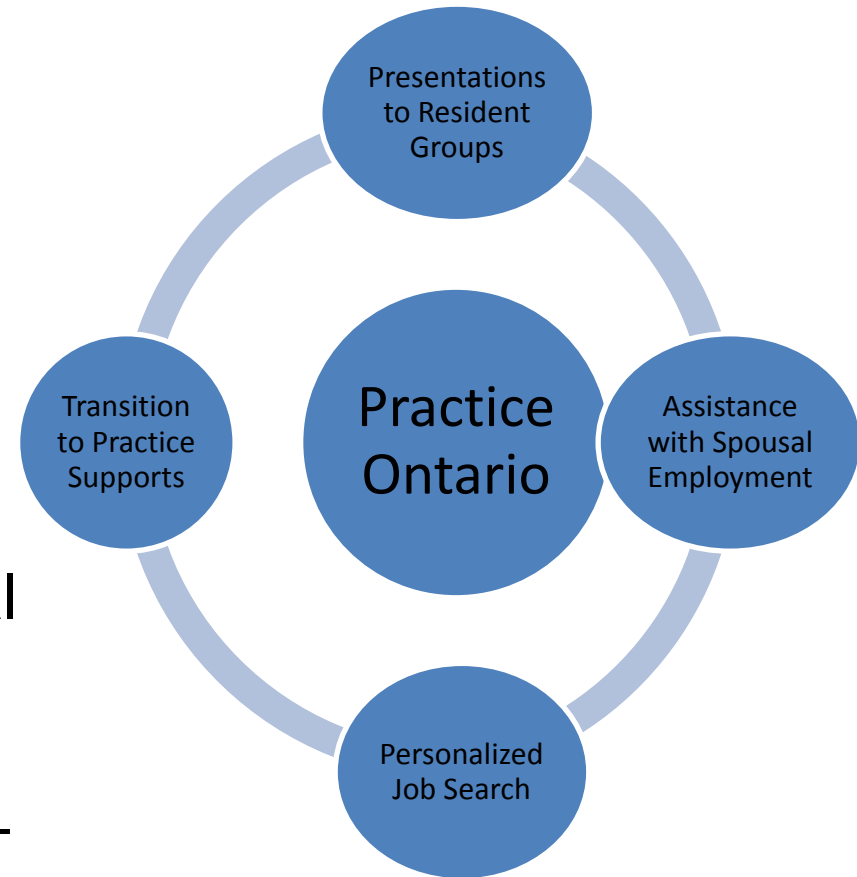 Presentations
to Resident
Groups
Transition
to Practice
Supports
Practice
Ontario
Assistance
with Spousal
Employment
Personalized
Job Search